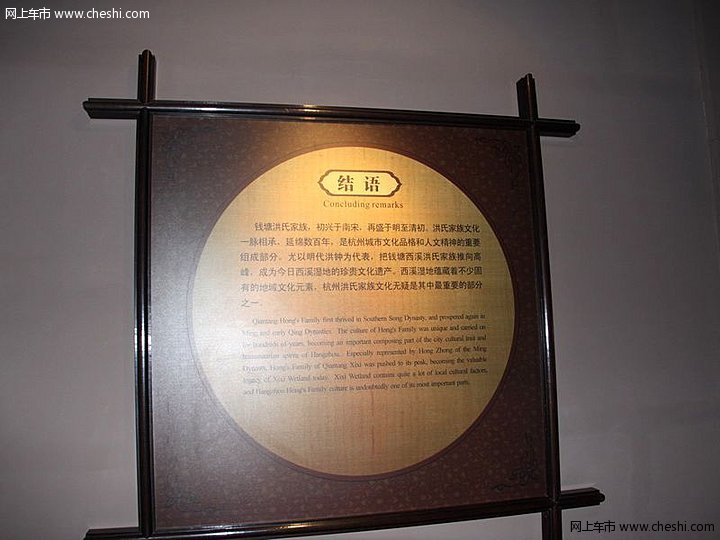 网上车市 www.cheshi.com
结语
Concluding remarks
钱塘洪氏家族，初兴于南宋，再盛于明至清初。洪氏家族文化
一脉相承、延绵数百年，是杭州城市文化品格和人文精神的重要
组成部分。尤以明代洪钟为代表，把钱塘西溪洪氏家族推向高
峰，成为今日西溪湿地的珍贵文化遗产。西溪湿地蕴藏着不少固
有的地域文化元素，杭州洪氏家族文化无疑是其中最重要的部分
之一。
Qiantang Hong's Family first thrived in Southern Song Dynasty, and prospered again in
Ming and early Qing Dynasties. The culture of Hong's Family was unique and carried on
for hundreds of years, becoming an important composing part of the city cultural trait and
humanitarian spirits of Hangzhou. Especially represented by Hong Zhong of the Ming
Dynasty, Hong's Family of Qiantang Xixi was pushed to its peak, becoming the valuable
legacy of Xixi Wetland today. Xixi Wetland contains quite a lot of local cultural factors,
and Hangzhou Hong's Family culture is undoubtedly one of its most important parts.
网上车市 www.cheshi.com